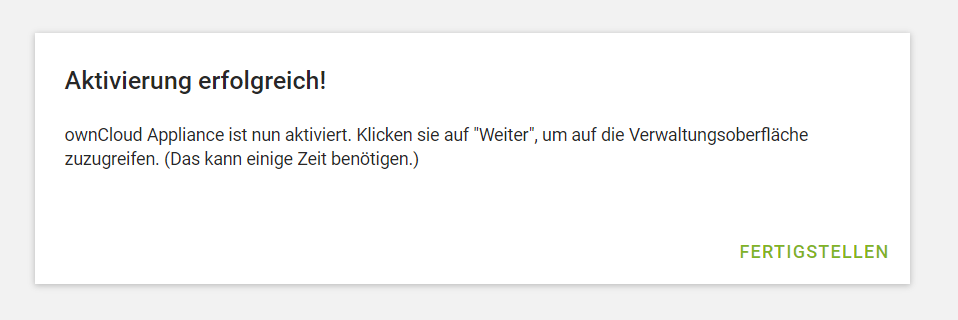 Aktivierung erfolgreich!
ownCloud Appliance ist nun aktiviert. Klicken sie auf "Weiter", um auf die Verwaltungsoberfläche
zuzugreifen. (Das kann einige Zeit benötigen.)
FERTIGSTELLEN